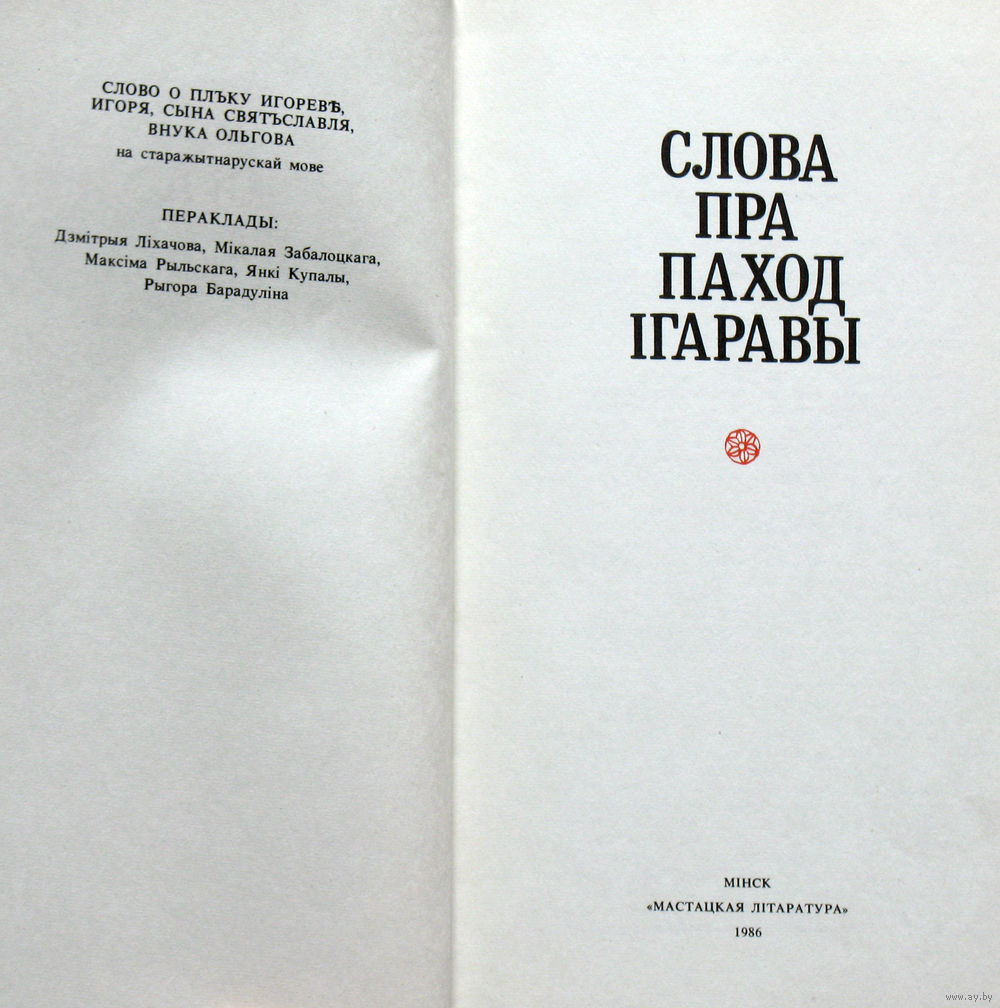 СЛОВО О ПЛЪКУ ИГОРЕВѢ,
ИГОРЯ, СЫНА СВЯТЪСЛАВЛЯ,
ВНУКА ОЛЬГОВА
на старажытнарускай мове
ПЕРАКЛАДЫ:
Дзмітрыя Ліхачова, Мікалая Забалоцкага,
Максіма Рыльскага, Янкі Купалы,
Рыгора Барадуліна
СЛОВА
ПРА
ПАХОД
ІГАРАВЫ
МІНСК
«МАСТАЦКАЯ ЛІТАРАТУРА»
1986
www.ay.by